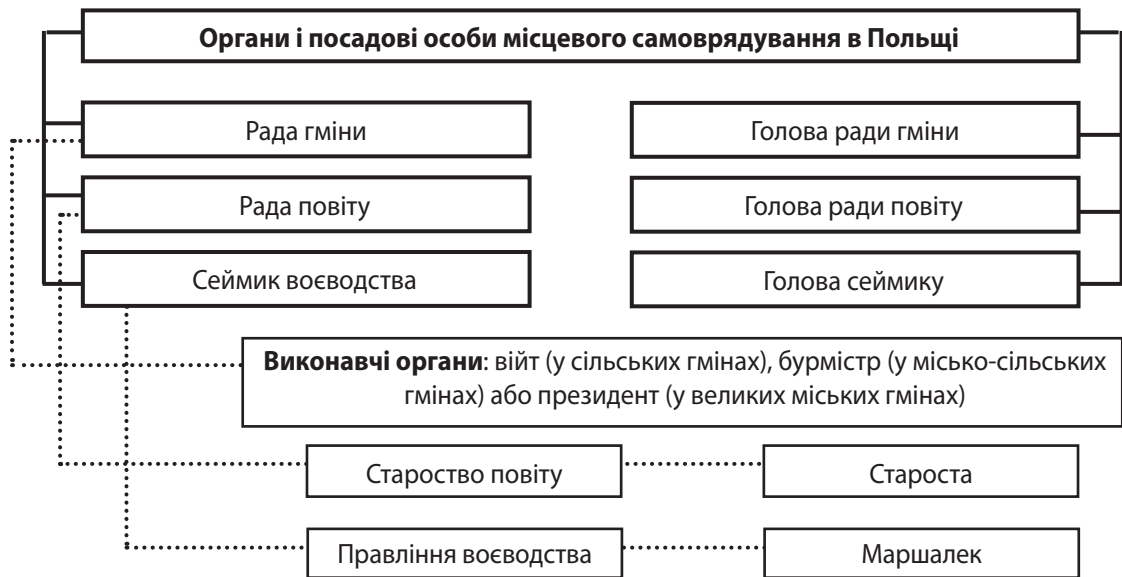 Органи і посадові особи місцевого самоврядування в Польщі
Рада гміни
Голова ради гміни
Рада повіту
Голова ради повіту
Сеймик воєводства
Голова сеймику
Виконавчі органи: війт (у сільських гмінах), бурмістр (у місько-сільських
гмінах) або президент (у великих міських гмінах)
Староство повіту
Староста
Правління воєводства
Маршалек